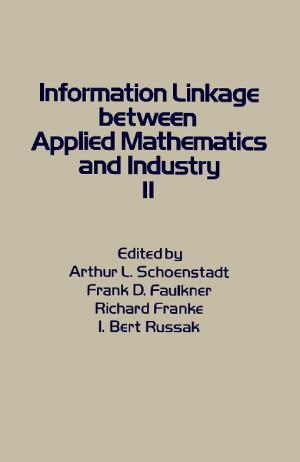 Information Linkage
between
Applied Mathematics
and Industry
II
Edited by
Arthur L. Schoenstadt
Frank D. Faulkner
Richard Franke
I. Bert Russak